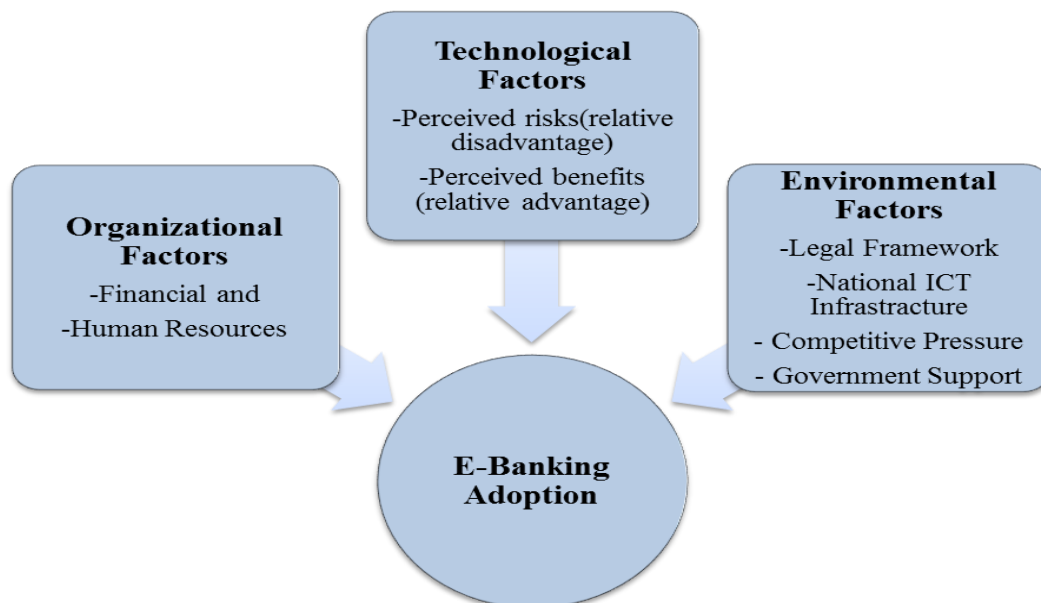 Technological
Factors
-Perceived risks(relative
disadvantage)
-Perceived benefits
(relative advantage)
Organizational
Factors
-Financial and
-Human Resources
Environmental
Factors
-Legal Framework
-National ICT
Infrastracture
- Competitive Pressure
- Government Support
E-Banking
Adoption